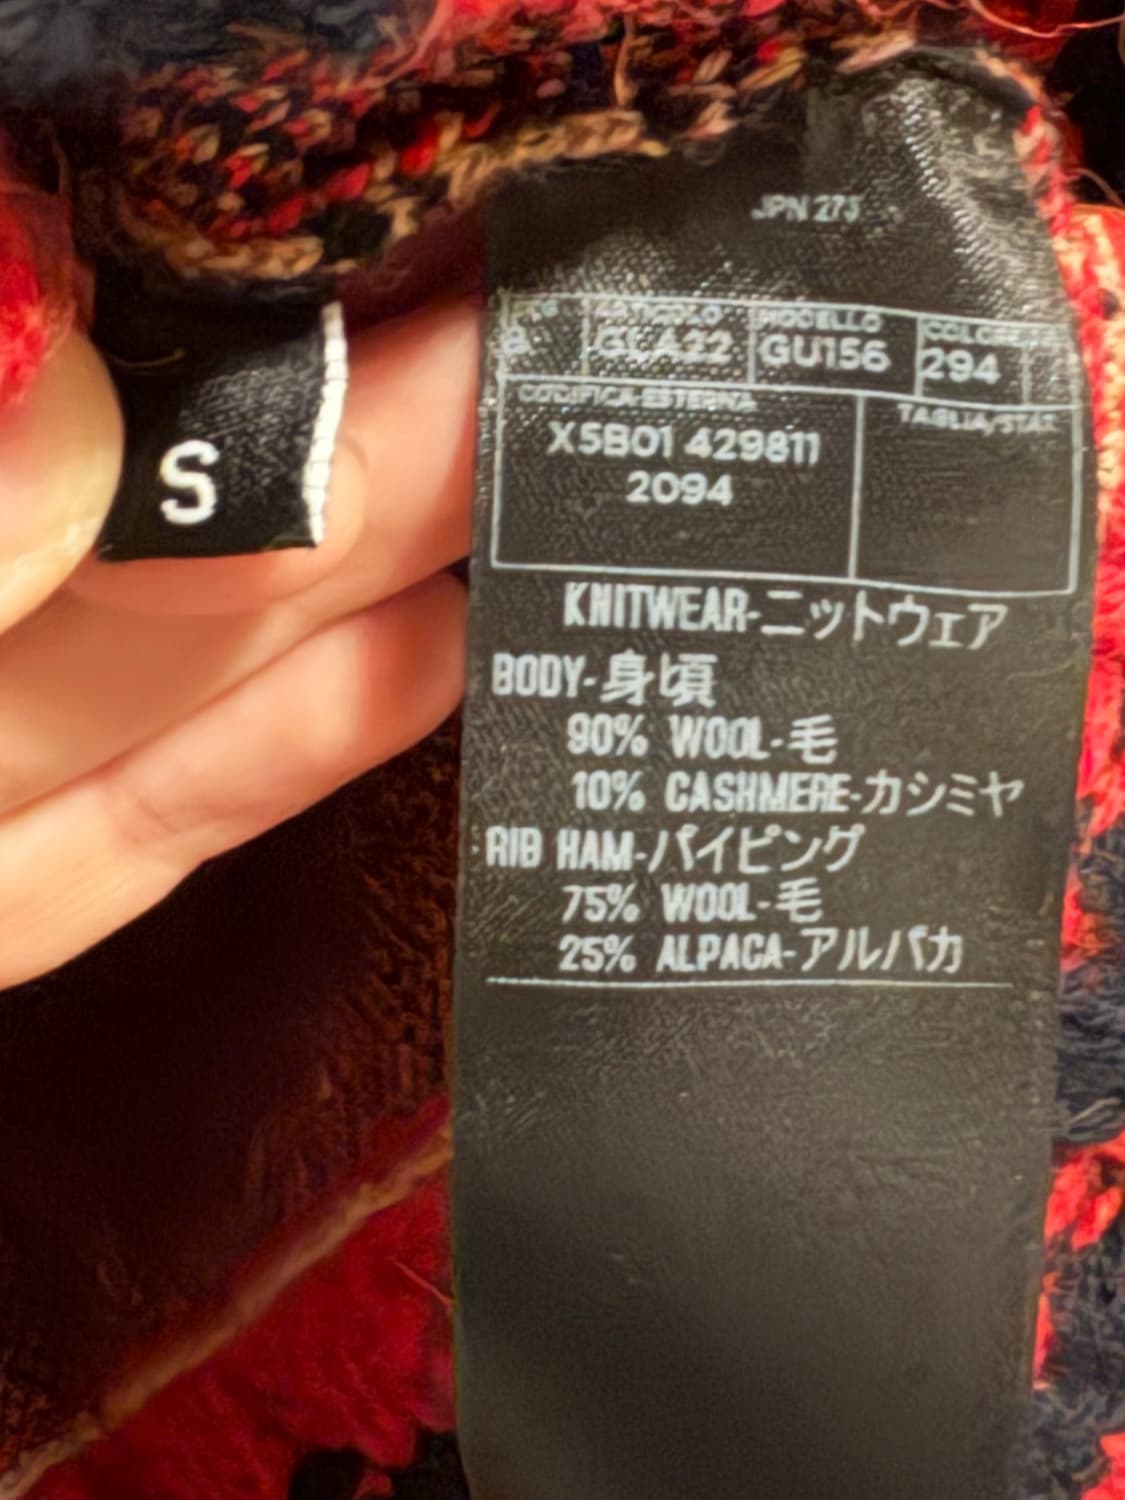 S
JPN 273
ARTICOLO MODELLO COLORE
GLA22 GU156 294
CODIFICA ESTERNA TAGLIA/STAT
X5B01 429811
2094
KNITWEAR-ニットウェア
BODY-身頃
90% WOOL-毛
10% CASHMERE-カシミヤ
RIB HAM-パイピング
75% WOOL-毛
25% ALPACA-アルパカ